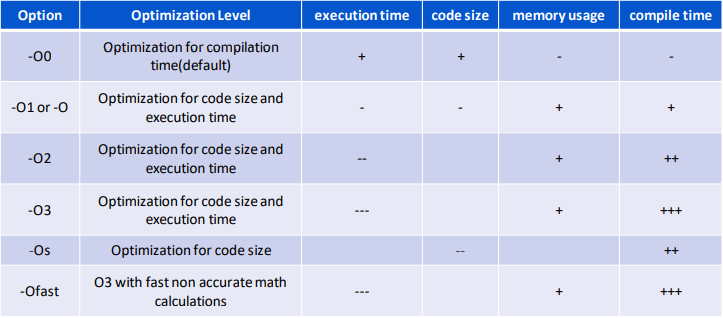 Option Optimization Level execution time code size memory usage compile time
-O0 Optimization for compilation time(default) + + - -
-O1 or -O Optimization for code size and execution time - - + +
-O2 Optimization for code size and execution time -- + ++
-O3 Optimization for code size and execution time --- + +++
-Os Optimization for code size -- ++
-Ofast O3 with fast non accurate math calculations --- + +++